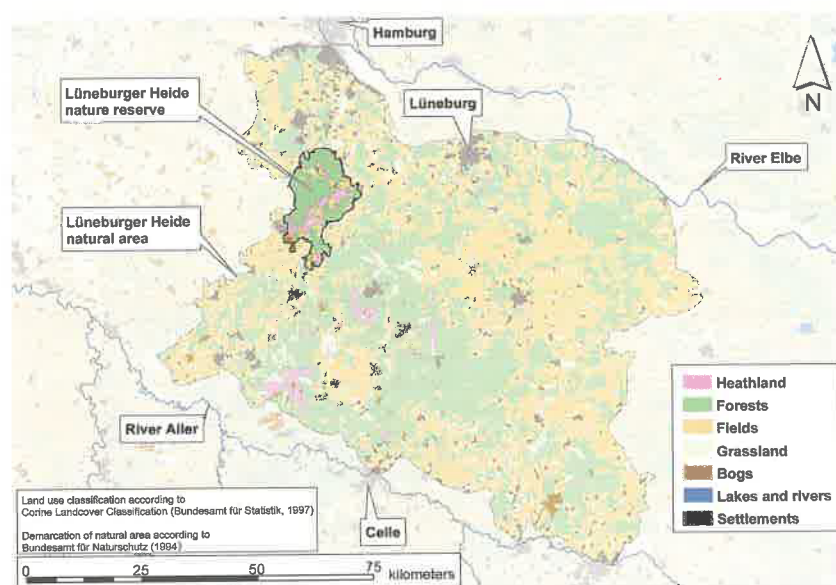 Hamburg
Lüneburger Heide
nature reserve
Lüneburg
N
River Elbe
Lüneburger Heide
natural area
Heathland
Forests
Fields
Grassland
Bogs
Lakes and rivers
Settlements
River Aller
Celle
Land use classification according to
Corine Landcover Classification (Bundesamt für Statistik, 1997)
Demarcation of natural area according to
Bundesamt für Naturschutz (1994)
0 25 50 75 kilometers